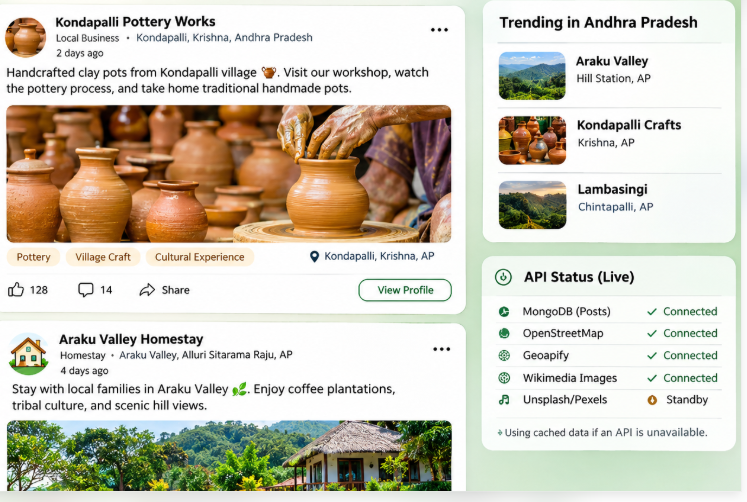 Kondapalli Pottery Works
Local Business • Kondapalli, Krishna, Andhra Pradesh
2 days ago
Handcrafted clay pots from Kondapalli village 🏺. Visit our workshop, watch
the pottery process, and take home traditional handmade pots.
Pottery
Village Craft
Cultural Experience
Kondapalli, Krishna, AP
128
14
Share
View Profile
Araku Valley Homestay
Homestay • Araku Valley, Alluri Sitarama Raju, AP
4 days ago
Stay with local families in Araku Valley 🌿. Enjoy coffee plantations,
tribal culture, and scenic hill views.
Trending in Andhra Pradesh
Araku Valley
Hill Station, AP
Kondapalli Crafts
Krishna, AP
Lambasingi
Chintapalli, AP
API Status (Live)
MongoDB (Posts) ✓ Connected
OpenStreetMap ✓ Connected
Geoapify ✓ Connected
Wikimedia Images ✓ Connected
Unsplash/Pexels Standby
Using cached data if an API is unavailable.